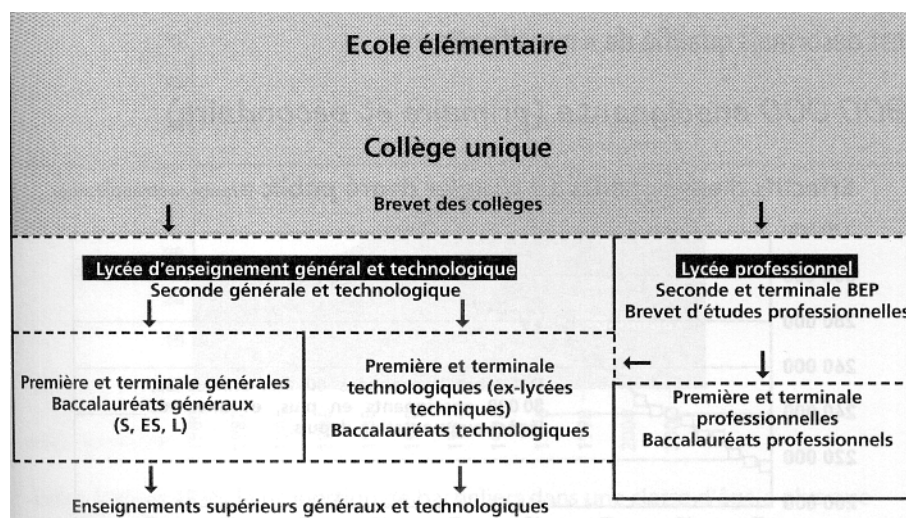 Ecole élémentaire
Collège unique
Brevet des collèges
Lycée d'enseignement général et technologique
Seconde générale et technologique
Lycée professionnel
Seconde et terminale BEP
Brevet d'études professionnelles
Première et terminale générales
Baccalauréats généraux
(S, ES, L)
Première et terminale
technologiques (ex-lycées
techniques)
Baccalauréats technologiques
Première et terminale
professionnelles
Baccalauréats professionnels
Enseignements supérieurs généraux et technologiques